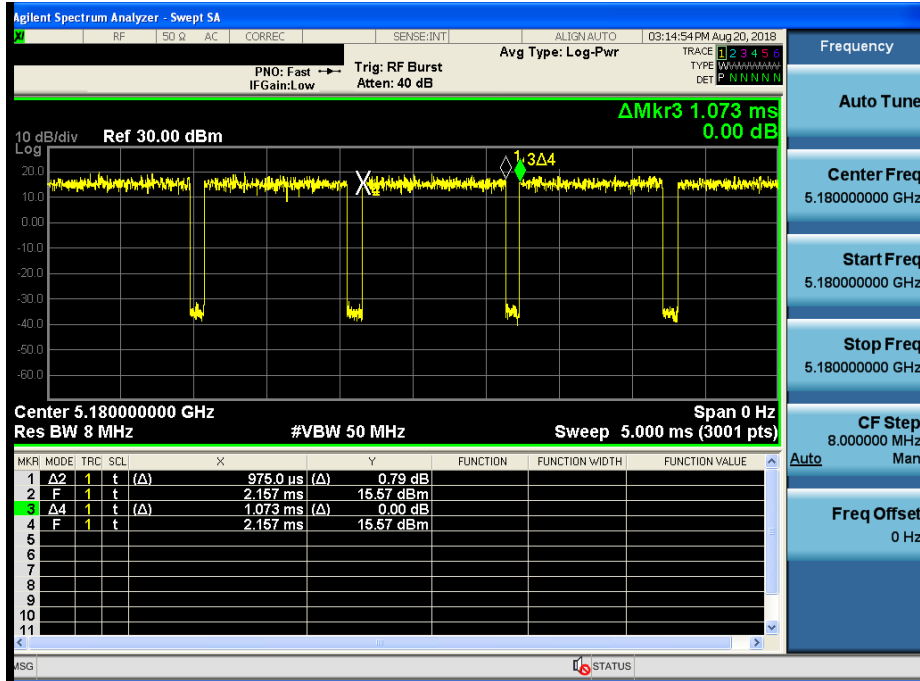 Agilent Spectrum Analyzer - Swept SA
RF 50 Ω AC CORREC SENSE:INT ALIGN AUTO 03:14:54 PM Aug 20, 2018
Frequency
PNO: Fast
IFGain:Low
Trig: RF Burst
Atten: 40 dB
Avg Type: Log-Pwr
TRACE 1 2 3 4 5 6
TYPE W
DET P N N N N N
Auto Tune
ΔMkr3 1.073 ms
0.00 dB
10 dB/div Ref 30.00 dBm
Log
1 3Δ4
20.0
10.0
0.00
-10.0
-20.0
-30.0
-40.0
-50.0
-60.0
Center Freq
5.180000000 GHz
Start Freq
5.180000000 GHz
Stop Freq
5.180000000 GHz
CF Step
8.000000 MHz
Auto Man
Freq Offset
0 Hz
Center 5.180000000 GHz Span 0 Hz
Res BW 8 MHz #VBW 50 MHz Sweep 5.000 ms (3001 pts)
MKR MODE TRC SCL X Y FUNCTION FUNCTION WIDTH FUNCTION VALUE
1 Δ2 1 t (Δ) 975.0 µs (Δ) 0.79 dB
2 F 1 t 2.157 ms 15.57 dBm
3 Δ4 1 t (Δ) 1.073 ms (Δ) 0.00 dB
4 F 1 t 2.157 ms 15.57 dBm
5
6
7
8
9
10
11
MSG STATUS